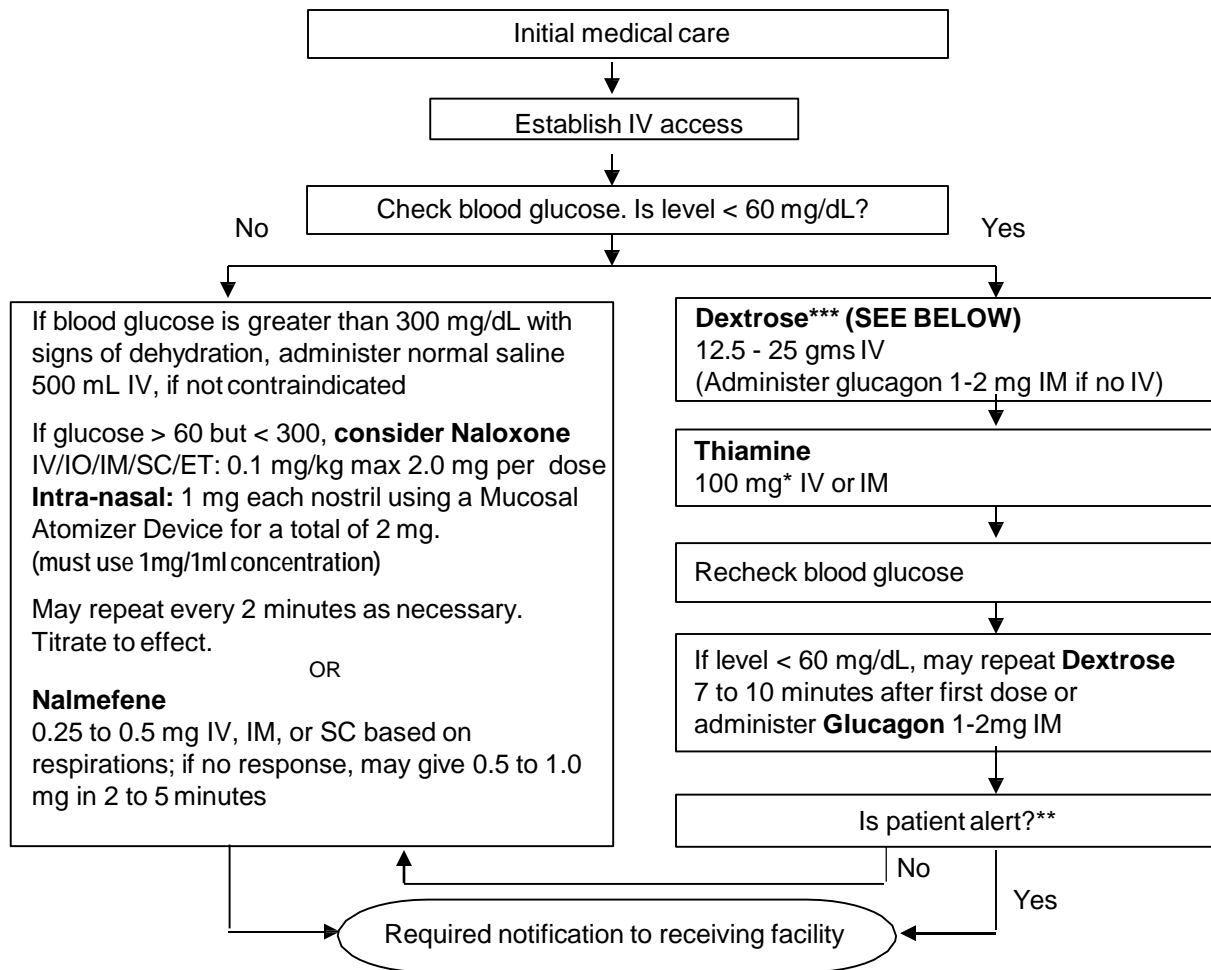 Initial medical care
Establish IV access
Check blood glucose. Is level < 60 mg/dL?
No
Yes
If blood glucose is greater than 300 mg/dL with
signs of dehydration, administer normal saline
500 mL IV, if not contraindicated
If glucose > 60 but < 300, consider Naloxone
IV/IO/IM/SC/ET: 0.1 mg/kg max 2.0 mg per dose
Intra-nasal: 1 mg each nostril using a Mucosal
Atomizer Device for a total of 2 mg.
(must use 1mg/1ml concentration)
May repeat every 2 minutes as necessary.
Titrate to effect.
OR
Nalmefene
0.25 to 0.5 mg IV, IM, or SC based on
respirations; if no response, may give 0.5 to 1.0
mg in 2 to 5 minutes
Dextrose*** (SEE BELOW)
12.5 - 25 gms IV
(Administer glucagon 1-2 mg IM if no IV)
Thiamine
100 mg* IV or IM
Recheck blood glucose
If level < 60 mg/dL, may repeat Dextrose
7 to 10 minutes after first dose or
administer Glucagon 1-2mg IM
Is patient alert?**
No
Yes
Required notification to receiving facility